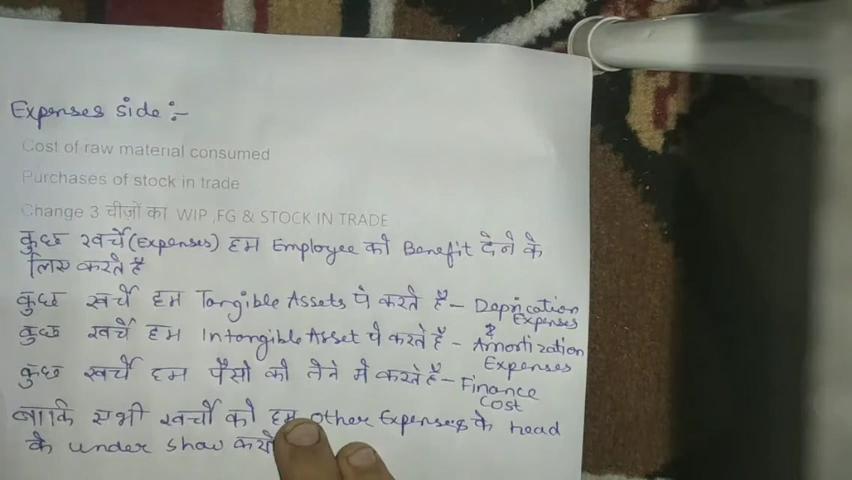 Expenses side :-
Cost of raw material consumed
Purchases of stock in trade
Change 3 चीज़ों का WIP ,FG & STOCK IN TRADE
कुछ खर्चे (Expenses) हम Employee को Benefit देने के
लिए करते है
कुछ खर्चे हम Tangible Assets पे करते है - Deprication Expenses
&
कुछ खर्चे हम Intangible Asset पे करते है - Amortization Expenses
कुछ खर्चे हम पैसो को लेने में करते है - Finance Cost
बाकि सभी खर्चो को हम other Expenses के head
के under show